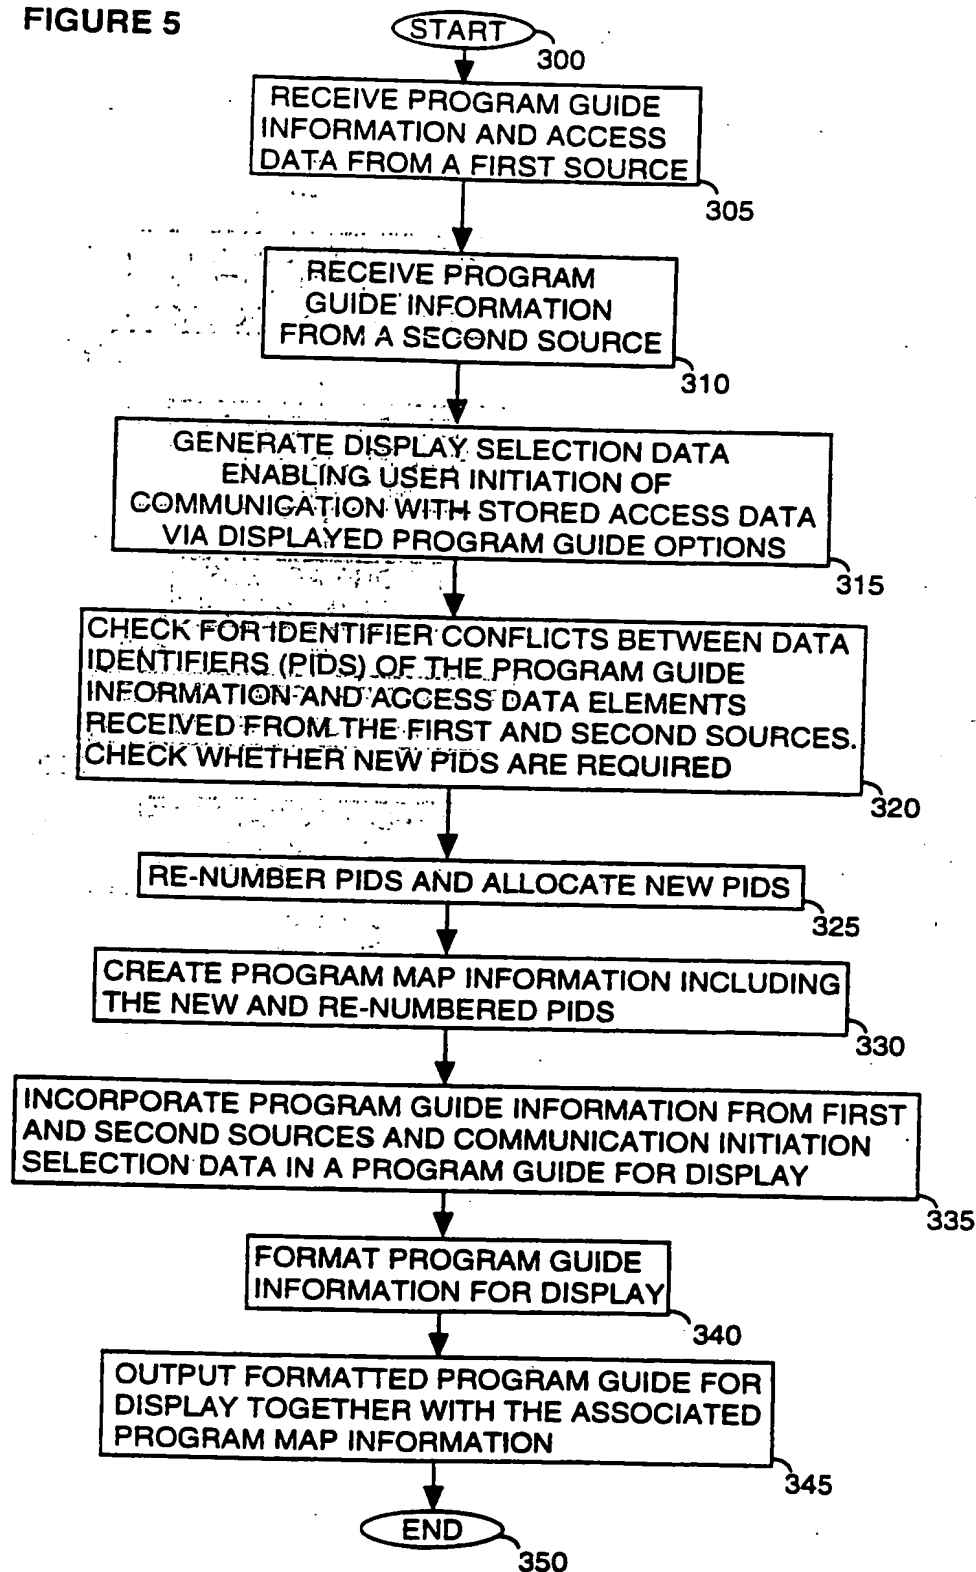 FIGURE 5
START
300
RECEIVE PROGRAM GUIDE
INFORMATION AND ACCESS
DATA FROM A FIRST SOURCE
305
RECEIVE PROGRAM
GUIDE INFORMATION
FROM A SECOND SOURCE
310
GENERATE DISPLAY SELECTION DATA
ENABLING USER INITIATION OF
COMMUNICATION WITH STORED ACCESS DATA
VIA DISPLAYED PROGRAM GUIDE OPTIONS
315
CHECK FOR IDENTIFIER CONFLICTS BETWEEN DATA
IDENTIFIERS (PIDS) OF THE PROGRAM GUIDE
INFORMATION AND ACCESS DATA ELEMENTS
RECEIVED FROM THE FIRST AND SECOND SOURCES.
CHECK WHETHER NEW PIDS ARE REQUIRED
320
RE-NUMBER PIDS AND ALLOCATE NEW PIDS
325
CREATE PROGRAM MAP INFORMATION INCLUDING
THE NEW AND RE-NUMBERED PIDS
330
INCORPORATE PROGRAM GUIDE INFORMATION FROM FIRST
AND SECOND SOURCES AND COMMUNICATION INITIATION
SELECTION DATA IN A PROGRAM GUIDE FOR DISPLAY
335
FORMAT PROGRAM GUIDE
INFORMATION FOR DISPLAY
340
OUTPUT FORMATTED PROGRAM GUIDE FOR
DISPLAY TOGETHER WITH THE ASSOCIATED
PROGRAM MAP INFORMATION
345
END
350